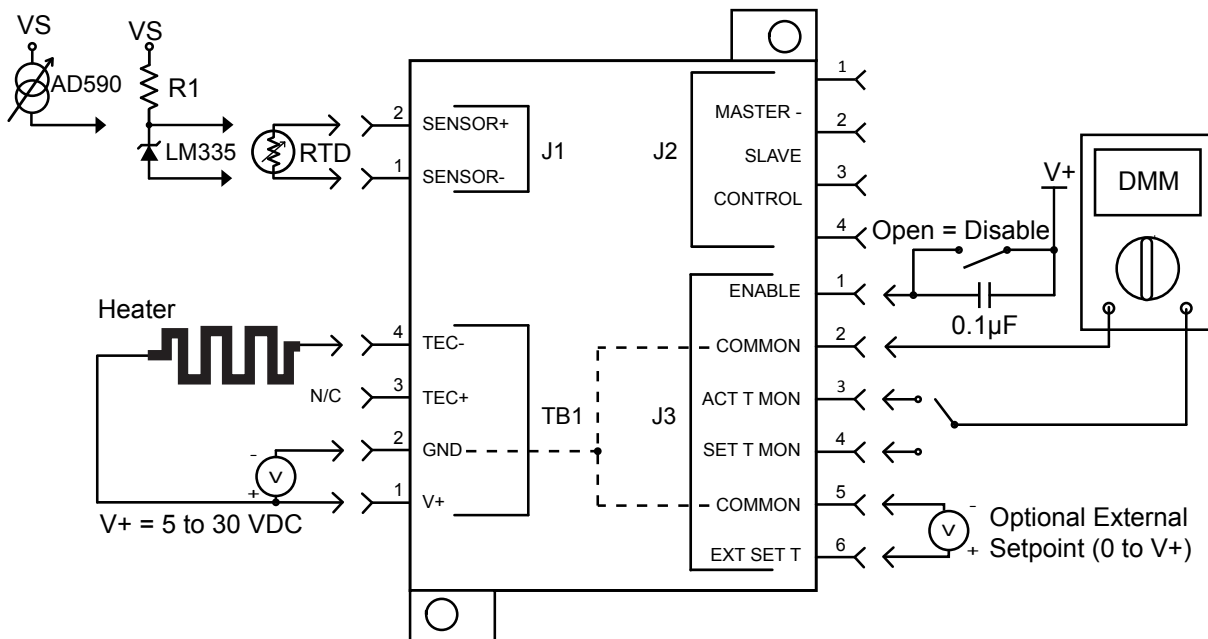 VS
VS
AD590
R1
LM335
RTD
2
SENSOR+
1
SENSOR-
J1
J2
MASTER -
SLAVE
CONTROL
1
2
3
4
V+
DMM
Open = Disable
0.1µF
Heater
4
TEC-
N/C
3
TEC+
2
GND
1
V+
TB1
-
V
+
V+ = 5 to 30 VDC
J3
ENABLE
1
COMMON
2
ACT T MON
3
SET T MON
4
COMMON
5
EXT SET T
6
-
V
+
Optional External
Setpoint (0 to V+)